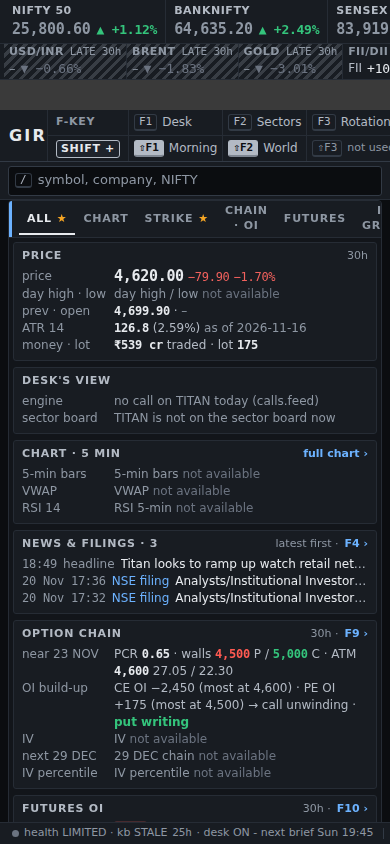 NIFTY 50 BANKNIFTY SENSEX
25,800.60 ▲ +1.12% 64,635.20 ▲ +2.49% 83,919
USD/INR LATE 30h BRENT LATE 30h GOLD LATE 30h FII/DII
– ▼ −0.66% – ▼ −1.83% – ▼ −3.01% FII +10
GIR F-KEY F1 Desk F2 Sectors F3 Rotation
SHIFT + ⇧F1 Morning ⇧F2 World ⇧F3 not used
/ symbol, company, NIFTY
ALL ★ CHART STRIKE ★ CHAIN · OI FUTURES
PRICE 30h
price 4,620.00 −79.90 −1.70%
day high · low day high / low not available
prev · open 4,699.90 · –
ATR 14 126.8 (2.59%) as of 2026-11-16
money · lot ₹539 cr traded · lot 175
DESK'S VIEW
engine no call on TITAN today (calls.feed)
sector board TITAN is not on the sector board now
CHART · 5 MIN full chart ›
5-min bars 5-min bars not available
VWAP VWAP not available
RSI 14 RSI 5-min not available
NEWS & FILINGS · 3 latest first · F4 ›
18:49 headline Titan looks to ramp up watch retail net…
20 Nov 17:36 NSE filing Analysts/Institutional Investor…
20 Nov 17:32 NSE filing Analysts/Institutional Investor…
OPTION CHAIN 30h · F9 ›
near 23 NOV PCR 0.65 · walls 4,500 P / 5,000 C · ATM
4,600 27.05 / 22.30
OI build-up CE OI −2,450 (most at 4,600) · PE OI
+175 (most at 4,500) → call unwinding ·
put writing
IV IV not available
next 29 DEC 29 DEC chain not available
IV percentile IV percentile not available
FUTURES OI 30h · F10 ›
health LIMITED · kb STALE 25h · desk ON - next brief Sun 19:45